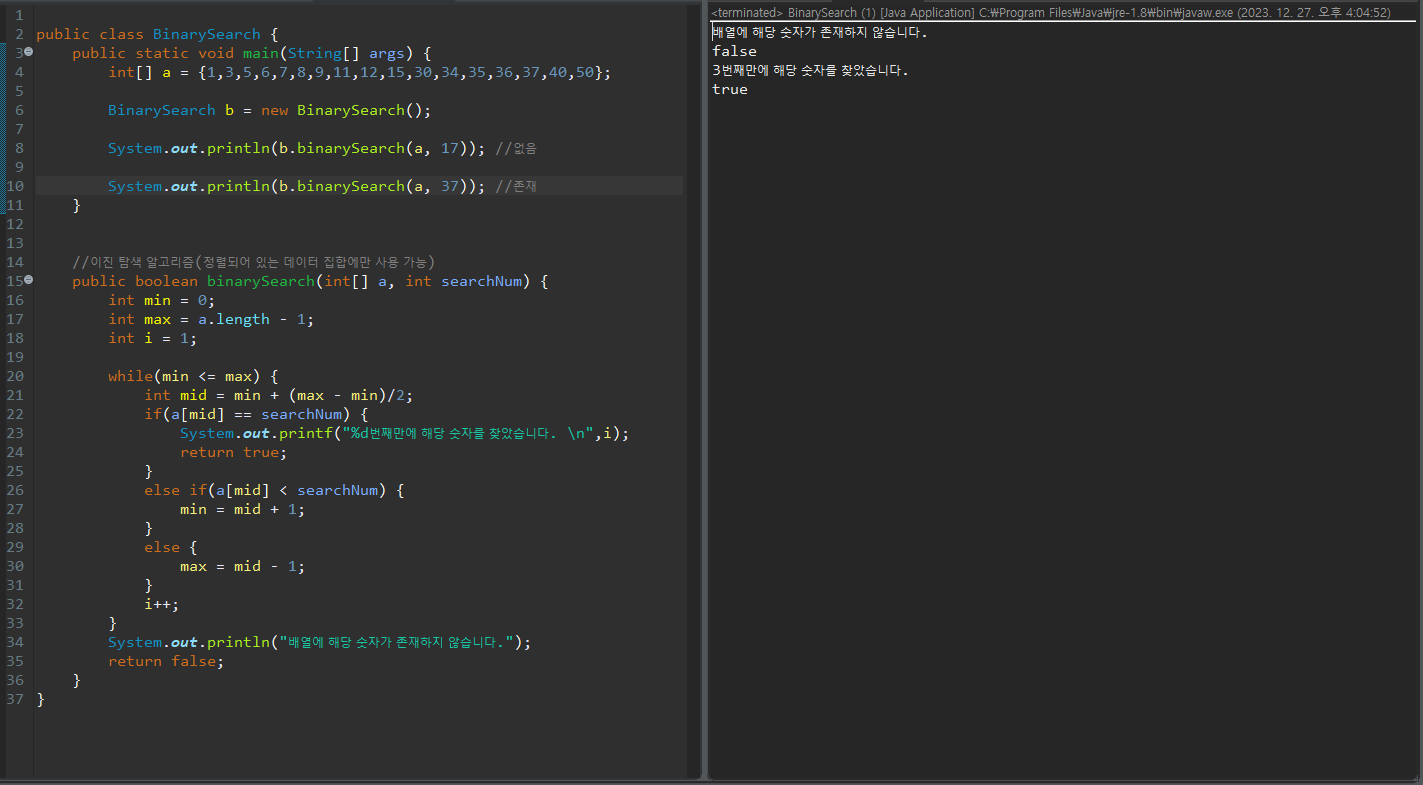 1
2 public class BinarySearch {
3 public static void main(String[] args) {
4 int[] a = {1,3,5,6,7,8,9,11,12,15,30,34,35,36,37,40,50};
5
6 BinarySearch b = new BinarySearch();
7
8 System.out.println(b.binarySearch(a, 17)); //없음
9
10 System.out.println(b.binarySearch(a, 37)); //존재
11 }
12
13
14 //이진 탐색 알고리즘(정렬되어 있는 데이터 집합에만 사용 가능)
15 public boolean binarySearch(int[] a, int searchNum) {
16 int min = 0;
17 int max = a.length - 1;
18 int i = 1;
19
20 while(min <= max) {
21 int mid = min + (max - min)/2;
22 if(a[mid] == searchNum) {
23 System.out.printf("%d번째만에 해당 숫자를 찾았습니다. \n",i);
24 return true;
25 }
26 else if(a[mid] < searchNum) {
27 min = mid + 1;
28 }
29 else {
30 max = mid - 1;
31 }
32 i++;
33 }
34 System.out.println("배열에 해당 숫자가 존재하지 않습니다.");
35 return false;
36 }
37 }
<terminated> BinarySearch (1) [Java Application] C:₩Program Files₩Java₩jre-1.8₩bin₩javaw.exe (2023. 12. 27. 오후 4:04:52)
배열에 해당 숫자가 존재하지 않습니다.
false
3번째만에 해당 숫자를 찾았습니다.
true